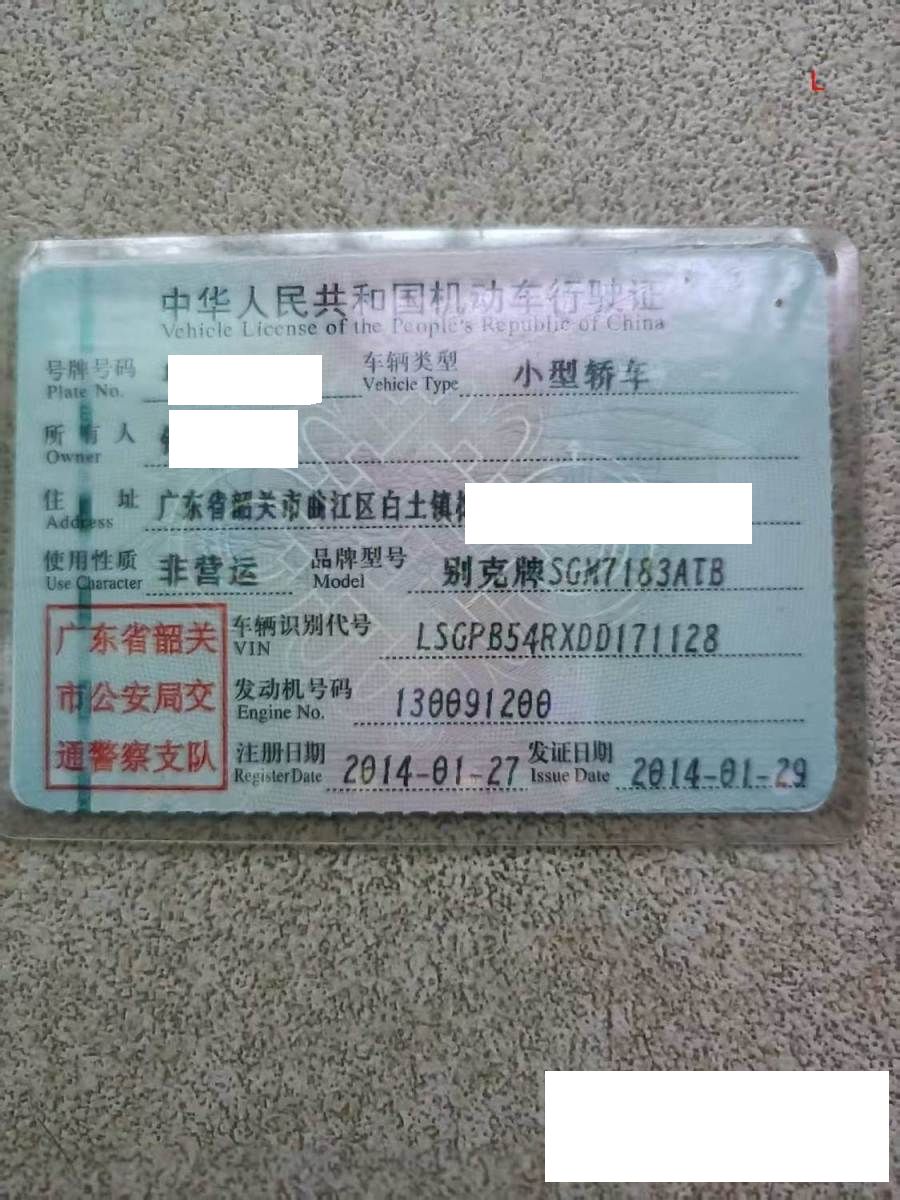 L
中华人民共和国机动车行驶证
Vehicle License of the People's Republic of China
号牌号码 车辆类型 小型轿车
Plate No. Vehicle Type
所有人
Owner
住址 广东省韶关市曲江区白土镇
Address
使用性质 非营运 品牌型号 别克牌SGM7183ATB
Use Character Model
广东省韶关
市公安局交
通警察支队
车辆识别代号 LSGPB54RXDD171128
VIN
发动机号码 130091200
Engine No.
注册日期 2014-01-27 发证日期 2014-01-29
Register Date Issue Date